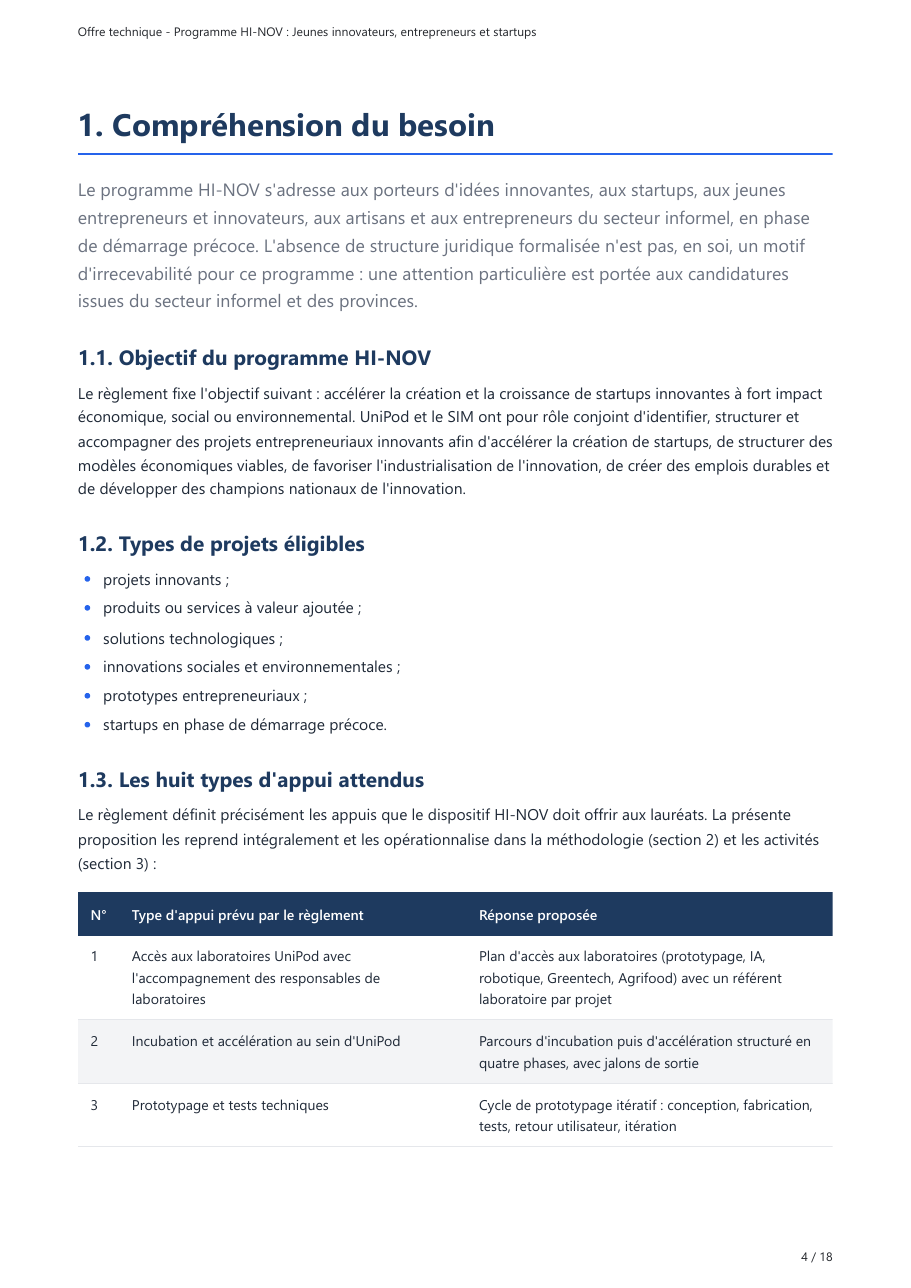 Offre technique - Programme HI-NOV : Jeunes innovateurs, entrepreneurs et startups
1. Compréhension du besoin
Le programme HI-NOV s'adresse aux porteurs d'idées innovantes, aux startups, aux jeunes
entrepreneurs et innovateurs, aux artisans et aux entrepreneurs du secteur informel, en phase
de démarrage précoce. L'absence de structure juridique formalisée n'est pas, en soi, un motif
d'irrecevabilité pour ce programme : une attention particulière est portée aux candidatures
issues du secteur informel et des provinces.
1.1. Objectif du programme HI-NOV
Le règlement fixe l'objectif suivant : accélérer la création et la croissance de startups innovantes à fort impact
économique, social ou environnemental. UniPod et le SIM ont pour rôle conjoint d'identifier, structurer et
accompagner des projets entrepreneuriaux innovants afin d'accélérer la création de startups, de structurer des
modèles économiques viables, de favoriser l'industrialisation de l'innovation, de créer des emplois durables et
de développer des champions nationaux de l'innovation.
1.2. Types de projets éligibles
• projets innovants ;
• produits ou services à valeur ajoutée ;
• solutions technologiques ;
• innovations sociales et environnementales ;
• prototypes entrepreneuriaux ;
• startups en phase de démarrage précoce.
1.3. Les huit types d'appui attendus
Le règlement définit précisément les appuis que le dispositif HI-NOV doit offrir aux lauréats. La présente
proposition les reprend intégralement et les opérationnalise dans la méthodologie (section 2) et les activités
(section 3) :
N° Type d'appui prévu par le règlement Réponse proposée
1 Accès aux laboratoires UniPod avec Plan d'accès aux laboratoires (prototypage, IA,
l'accompagnement des responsables de robotique, Greentech, Agrifood) avec un référent
laboratoires laboratoire par projet
2 Incubation et accélération au sein d'UniPod Parcours d'incubation puis d'accélération structuré en
quatre phases, avec jalons de sortie
3 Prototypage et tests techniques Cycle de prototypage itératif : conception, fabrication,
tests, retour utilisateur, itération
4 / 18